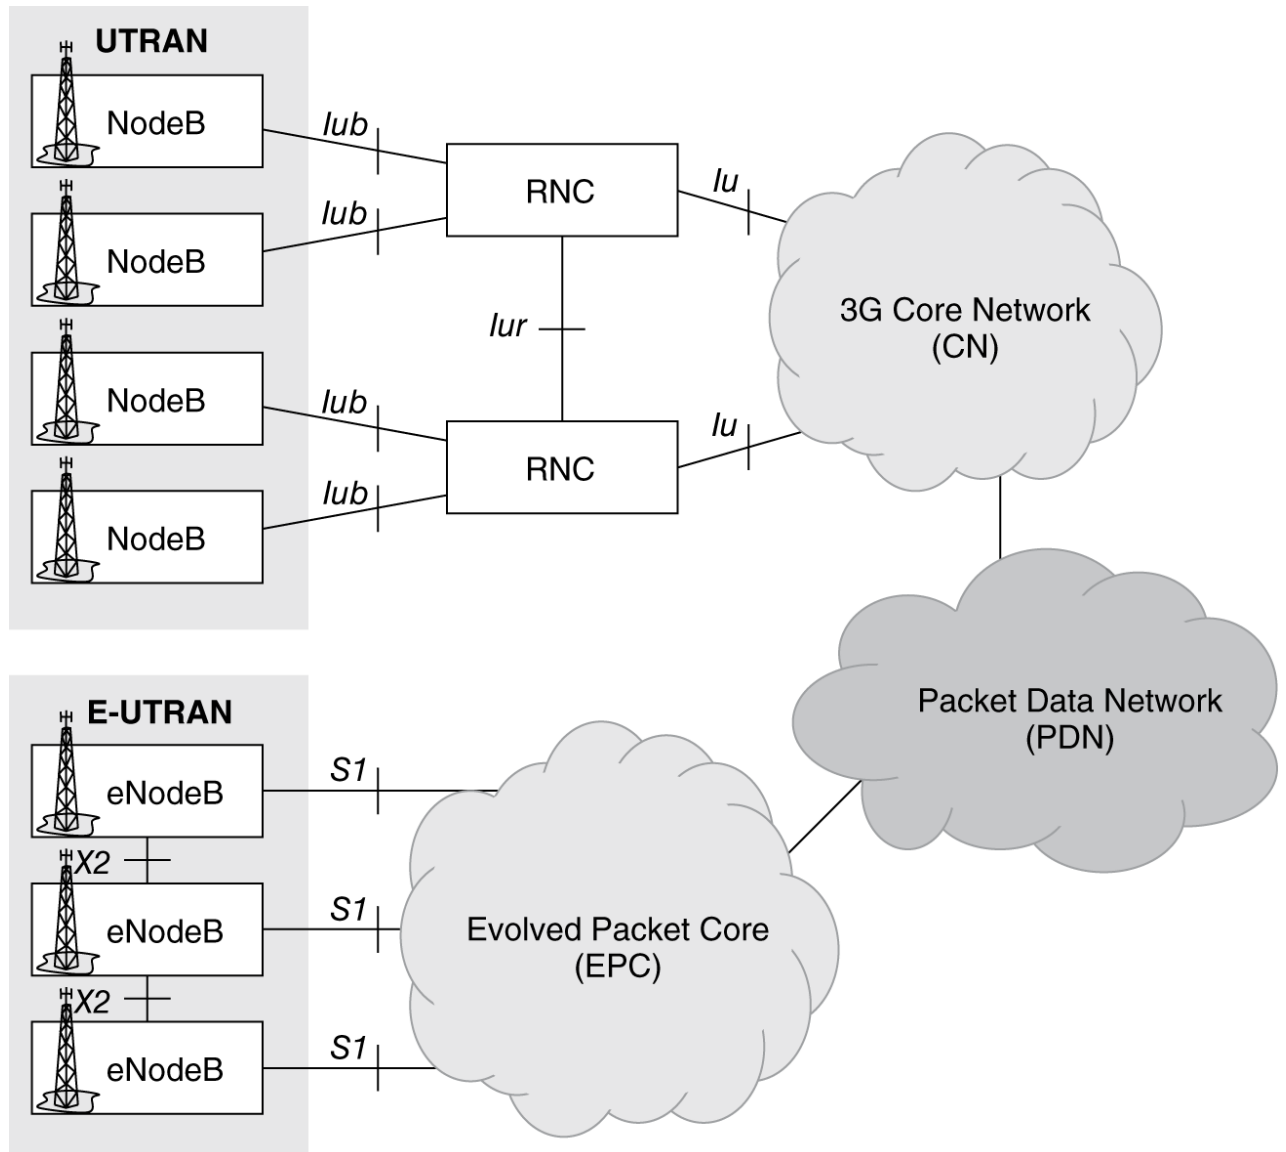 UTRAN
NodeB
Iub
RNC
Iu
NodeB
Iub
3G Core Network
(CN)
Iur
NodeB
Iub
RNC
Iu
NodeB
Iub
Packet Data Network
(PDN)
E-UTRAN
eNodeB
S1
X2
eNodeB
S1
Evolved Packet Core
(EPC)
X2
eNodeB
S1